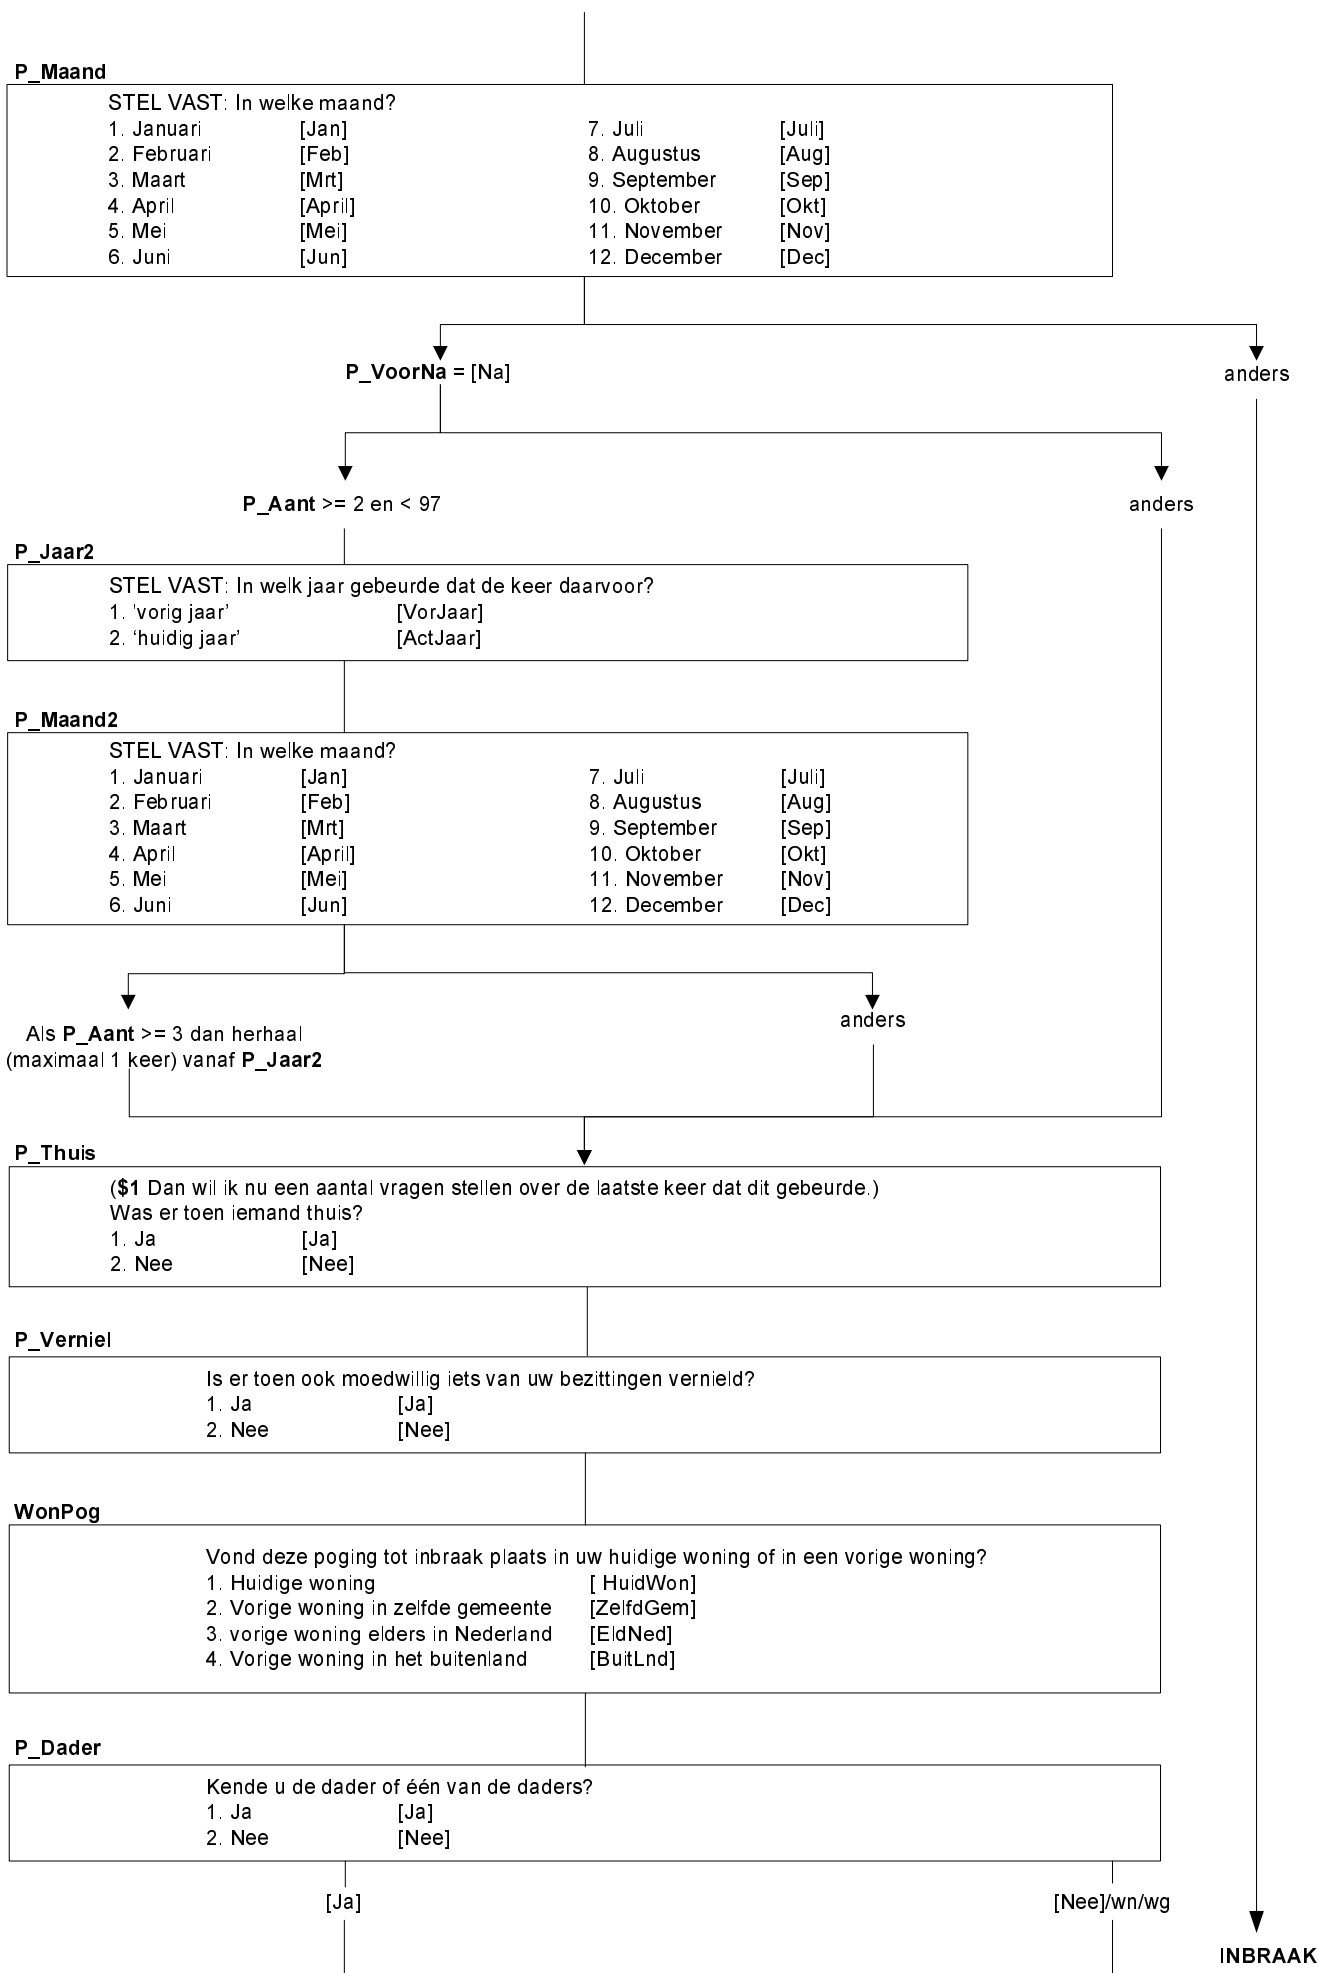 P_Maand
STEL VAST: In welke maand?
1. Januari [Jan] 7. Juli [Juli]
2. Februari [Feb] 8. Augustus [Aug]
3. Maart [Mrt] 9. September [Sep]
4. April [April] 10. Oktober [Okt]
5. Mei [Mei] 11. November [Nov]
6. Juni [Jun] 12. December [Dec]
P_VoorNa = [Na] anders
P_Aant >= 2 en < 97 anders
P_Jaar2
STEL VAST: In welk jaar gebeurde dat de keer daarvoor?
1. 'vorig jaar' [VorJaar]
2. ‘huidig jaar’ [ActJaar]
P_Maand2
STEL VAST: In welke maand?
1. Januari [Jan] 7. Juli [Juli]
2. Februari [Feb] 8. Augustus [Aug]
3. Maart [Mrt] 9. September [Sep]
4. April [April] 10. Oktober [Okt]
5. Mei [Mei] 11. November [Nov]
6. Juni [Jun] 12. December [Dec]
anders
Als P_Aant >= 3 dan herhaal
(maximaal 1 keer) vanaf P_Jaar2
P_Thuis
($1 Dan wil ik nu een aantal vragen stellen over de laatste keer dat dit gebeurde.)
Was er toen iemand thuis?
1. Ja [Ja]
2. Nee [Nee]
P_Verniel
Is er toen ook moedwillig iets van uw bezittingen vernield?
1. Ja [Ja]
2. Nee [Nee]
WonPog
Vond deze poging tot inbraak plaats in uw huidige woning of in een vorige woning?
1. Huidige woning [ HuidWon]
2. Vorige woning in zelfde gemeente [ZelfdGem]
3. vorige woning elders in Nederland [EldNed]
4. Vorige woning in het buitenland [BuitLnd]
P_Dader
Kende u de dader of één van de daders?
1. Ja [Ja]
2. Nee [Nee]
[Ja] [Nee]/wn/wg
INBRAAK